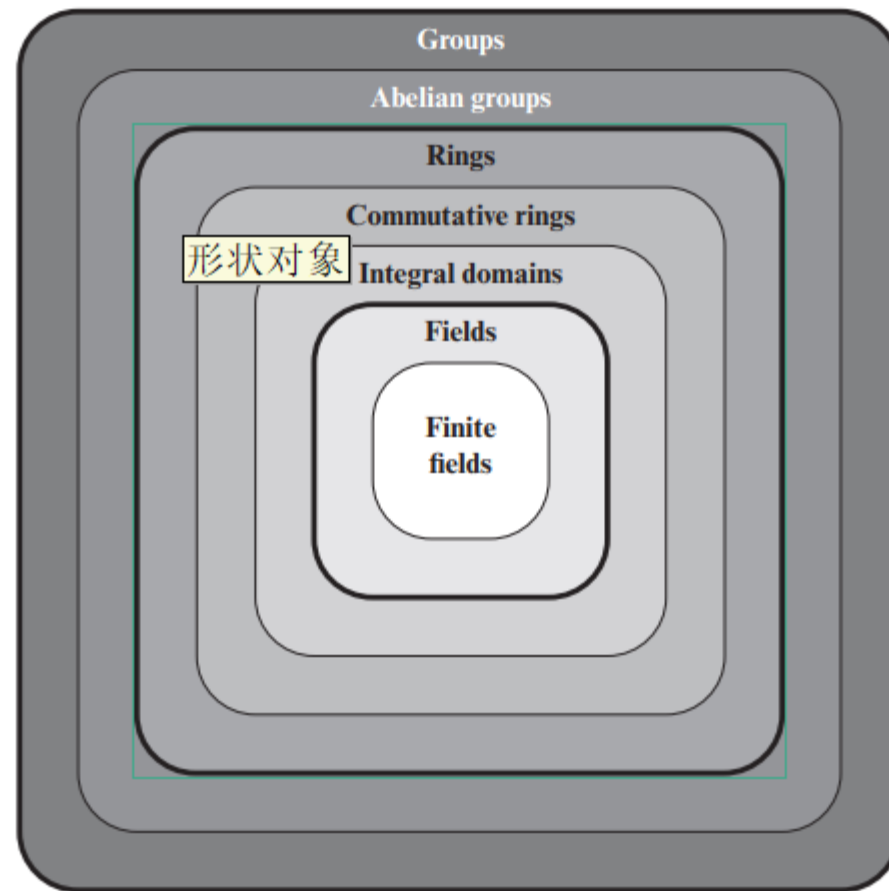 Groups
Abelian groups
Rings
Commutative rings
形状对象
Integral domains
Fields
Finite
fields